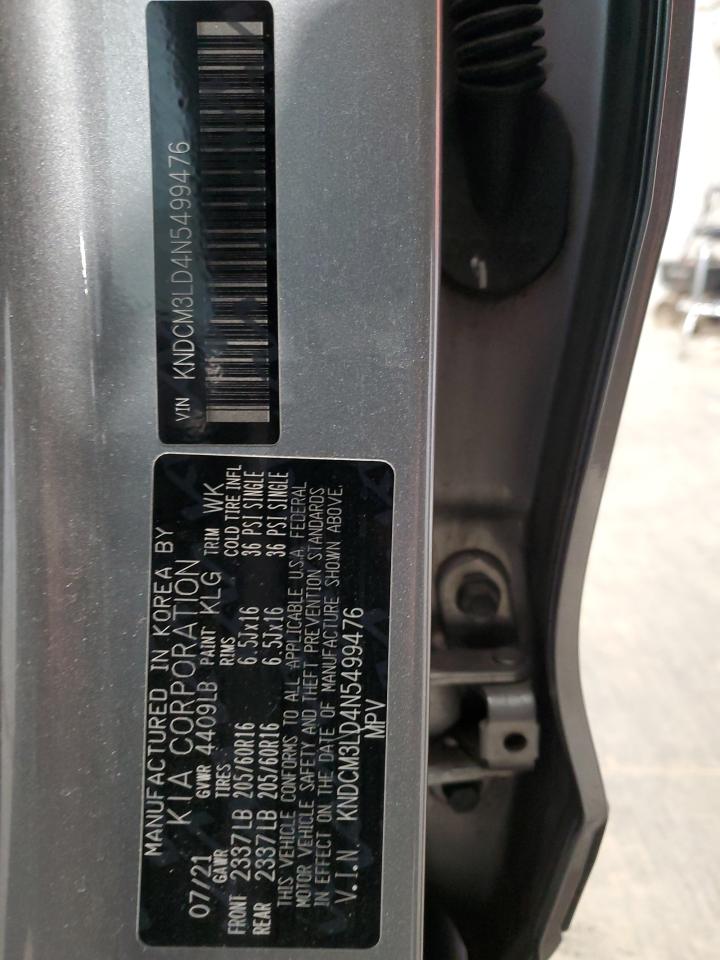 VIN KNDCM3LD4N5499476
MANUFACTURED IN KOREA BY
KIA CORPORATION
07/21 GVWR 4409LB PAINT KLG TRIM WK
GAWR TIRES RIMS COLD TIRE INFL
FRONT 2337LB 205/60R16 6.5Jx16 36 PSI SINGLE
REAR 2337LB 205/60R16 6.5Jx16 36 PSI SINGLE
THIS VEHICLE CONFORMS TO ALL APPLICABLE U.S.A. FEDERAL
MOTOR VEHICLE SAFETY AND THEFT PREVENTION STANDARDS
IN EFFECT ON THE DATE OF MANUFACTURE SHOWN ABOVE.
V.I.N KNDCM3LD4N5499476
MPV